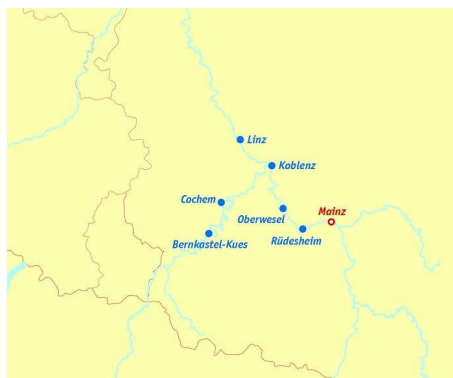 Linz
Koblenz
Cochem
Mainz
Oberwesel
Rüdesheim
Bernkastel-Kues